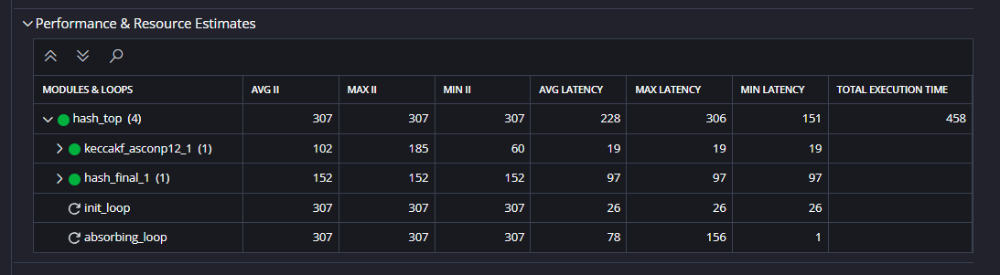 Performance & Resource Estimates
MODULES & LOOPS AVG II MAX II MIN II AVG LATENCY MAX LATENCY MIN LATENCY TOTAL EXECUTION TIME
hash_top (4) 307 307 307 228 306 151 458
keccakf_asconp12_1 (1) 102 185 60 19 19 19
hash_final_1 (1) 152 152 152 97 97 97
init_loop 307 307 307 26 26 26
absorbing_loop 307 307 307 78 156 1